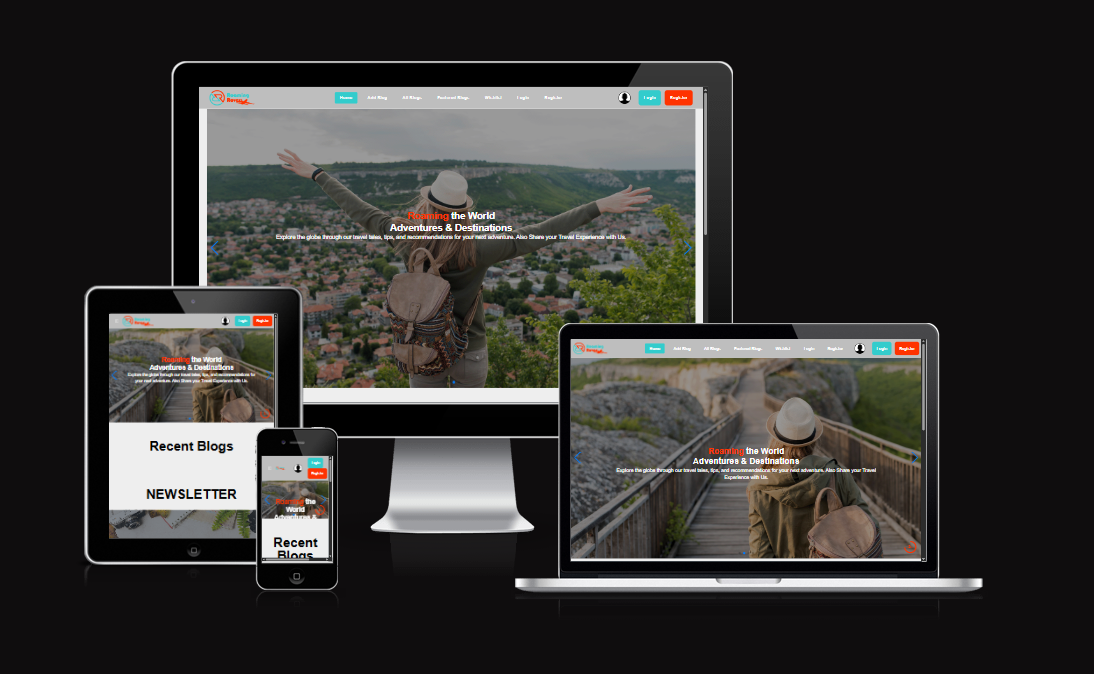 Roaming
Home
Add Blog
All Blogs
Featured Blogs
Wishlist
Login
Register
Login
Register
Roaming the World
Adventures & Destinations
Explore the globe through our travel tales, tips, and recommendations for your next adventure. Also Share your Travel Experience with Us.
Roaming
Login
Register
Roaming the World
Adventures & Destinations
Explore the globe through our travel tales, tips, and recommendations for
your next adventure. Also Share your Travel Experience with Us.
Recent Blogs
NEWSLETTER
Login
Register
Roaming the
World
Adventures &
Recent
Blogs
Roaming
Home
Add Blog
All Blogs
Featured Blogs
Wishlist
Login
Register
Login
Register
Roaming the World
Adventures & Destinations
Explore the globe through our travel tales, tips, and recommendations for your next adventure. Also Share your Travel
Experience with Us.